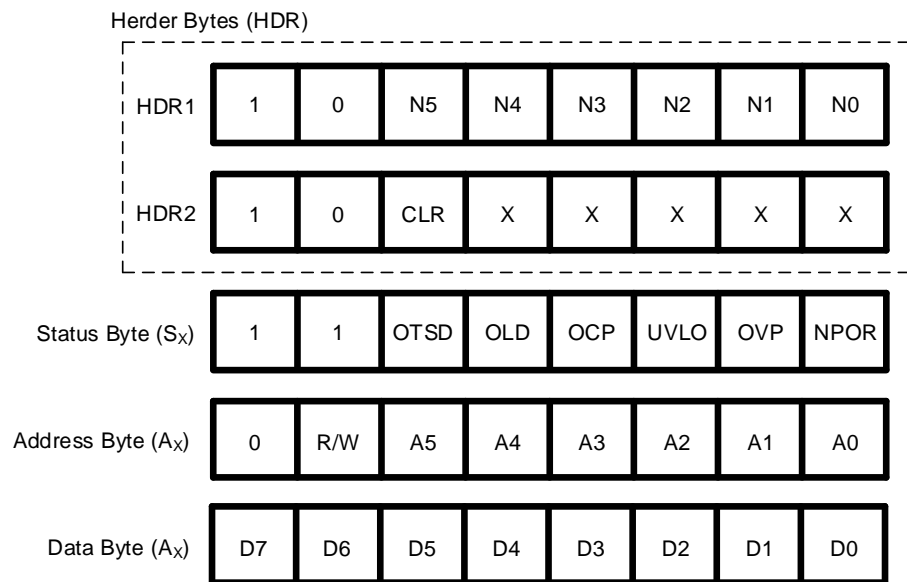 Herder Bytes (HDR)
HDR1 1 0 N5 N4 N3 N2 N1 N0
HDR2 1 0 CLR X X X X X
Status Byte (SX) 1 1 OTSD OLD OCP UVLO OVP NPOR
Address Byte (AX) 0 R/W A5 A4 A3 A2 A1 A0
Data Byte (AX) D7 D6 D5 D4 D3 D2 D1 D0